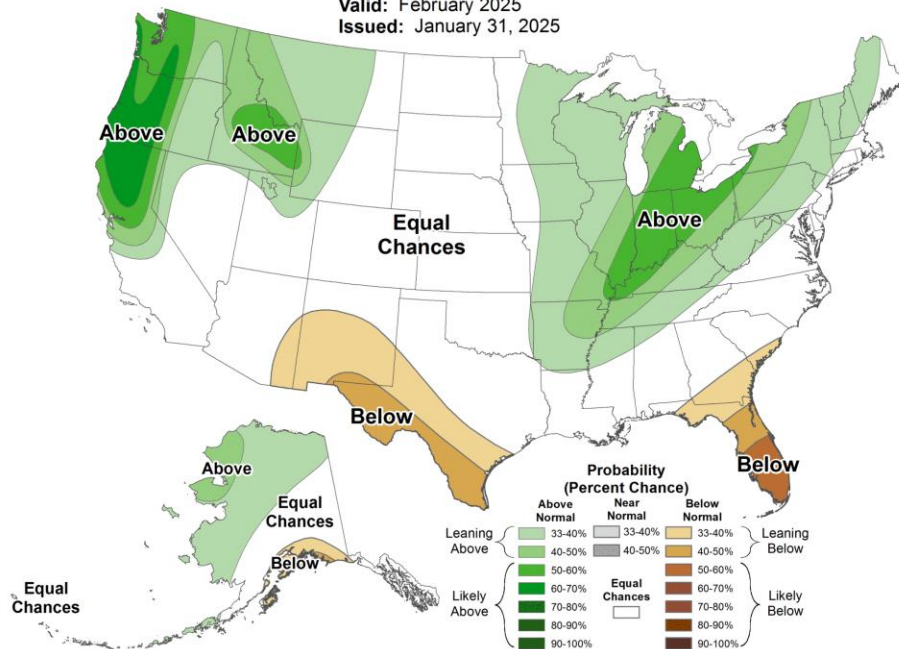 Valid: February 2025
Issued: January 31, 2025
Above
Above
Equal
Chances
Above
Below
Below
Above
Equal
Chances
Below
Equal
Chances
Probability
(Percent Chance)
Above
Normal
Near
Normal
Below
Normal
Leaning
Above
33-40%
40-50%
33-40%
40-50%
33-40%
40-50%
Leaning
Below
Likely
Above
50-60%
60-70%
70-80%
80-90%
90-100%
Equal
Chances
50-60%
60-70%
70-80%
80-90%
90-100%
Likely
Below